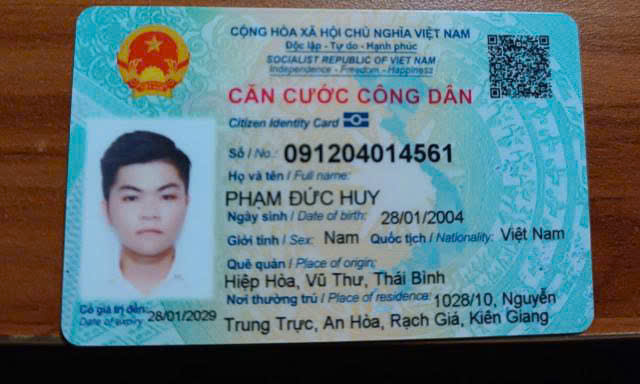 CỘNG HÒA XÃ HỘI CHỦ NGHĨA VIỆT NAM
Độc lập - Tự do - Hạnh phúc
SOCIALIST REPUBLIC OF VIET NAM
Independence - Freedom - Happiness
CĂN CƯỚC CÔNG DÂN
Citizen Identity Card
Số / No.: 091204014561
Họ và tên / Full name:
PHẠM ĐỨC HUY
Ngày sinh / Date of birth: 28/01/2004
Giới tính / Sex: Nam Quốc tịch / Nationality: Việt Nam
Quê quán / Place of origin:
Hiệp Hòa, Vũ Thư, Thái Bình
Nơi thường trú / Place of residence: 1028/10, Nguyễn
Trung Trực, An Hòa, Rạch Giá, Kiên Giang
Có giá trị đến: 28/01/2029
Date of expiry